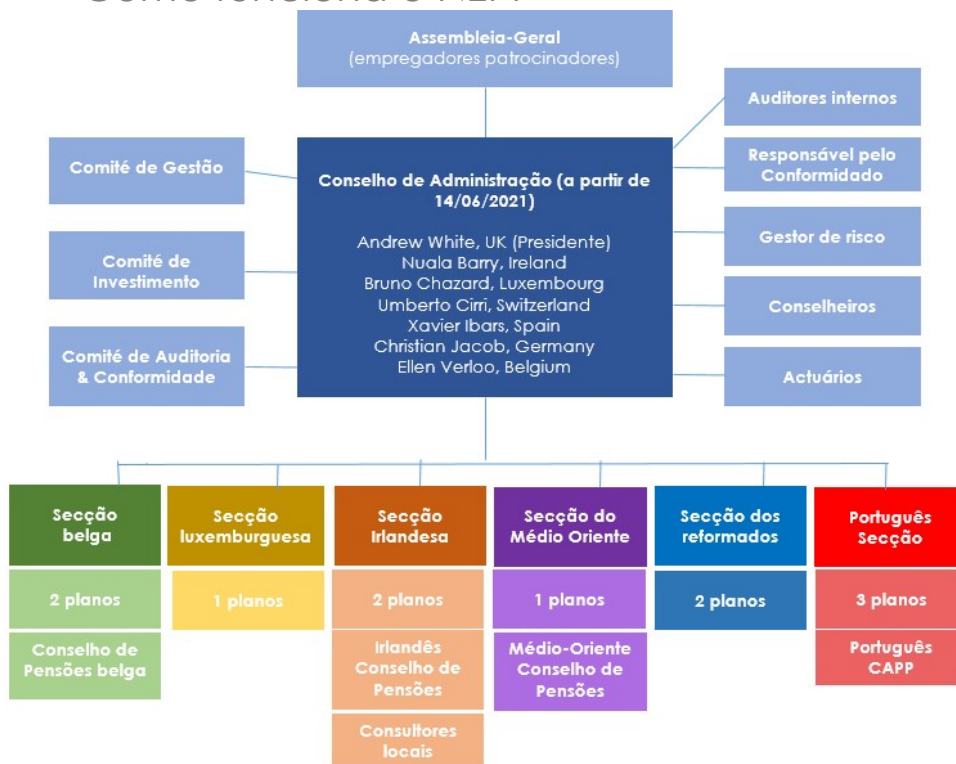 Como funciona o
Assembleia-Geral
(empregadores patrocinadores)
Auditores internos
Comité de Gestão
Responsável pelo
Conformidado
Conselho de Administração (a partir de
14/06/2021)
Andrew White, UK (Presidente)
Nuala Barry, Ireland
Bruno Chazard, Luxembourg
Umberto Cirri, Switzerland
Xavier Ibars, Spain
Christian Jacob, Germany
Ellen Verloo, Belgium
Gestor de risco
Comité de
Investimento
Conselheiros
Comité de Auditoria
& Conformidade
Actuários
Secção
belga
Secção
luxemburguesa
Secção
Irlandesa
Secção do
Médio Oriente
Secção dos
reformados
Português
Secção
2 planos
1 planos
2 planos
1 planos
2 planos
3 planos
Conselho de
Pensões belga
Irlandês
Conselho de
Pensões
Médio-Oriente
Conselho de
Pensões
Português
CAPP
Consultores
locais